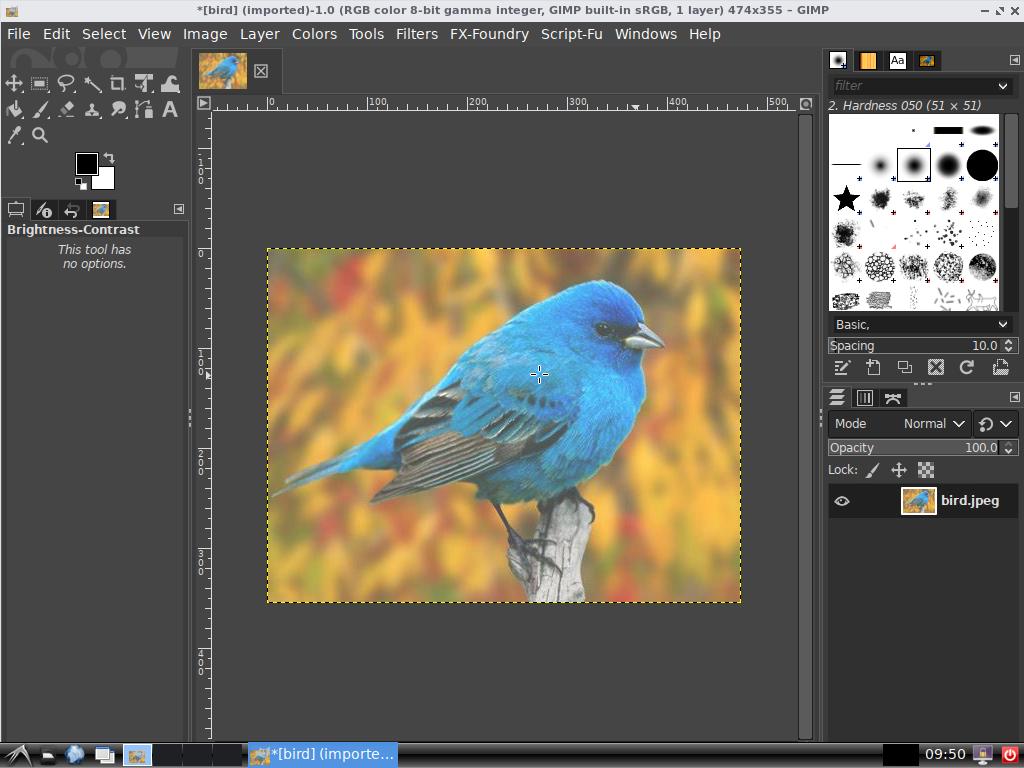 *[bird] (imported)-1.0 (RGB color 8-bit gamma integer, GIMP built-in sRGB, 1 layer) 474x355 – GIMP
File Edit Select View Image Layer Colors Tools Filters FX-Foundry Script-Fu Windows Help
Aa
filter
2. Hardness 050 (51 × 51)
0 100 200 300 400 500
100
0
100
200
300
400
Brightness-Contrast
This tool has
no options.
Basic,
Spacing 10.0
Mode Normal
Opacity 100.0
Lock:
bird.jpeg
*[bird] (importe...
09:50